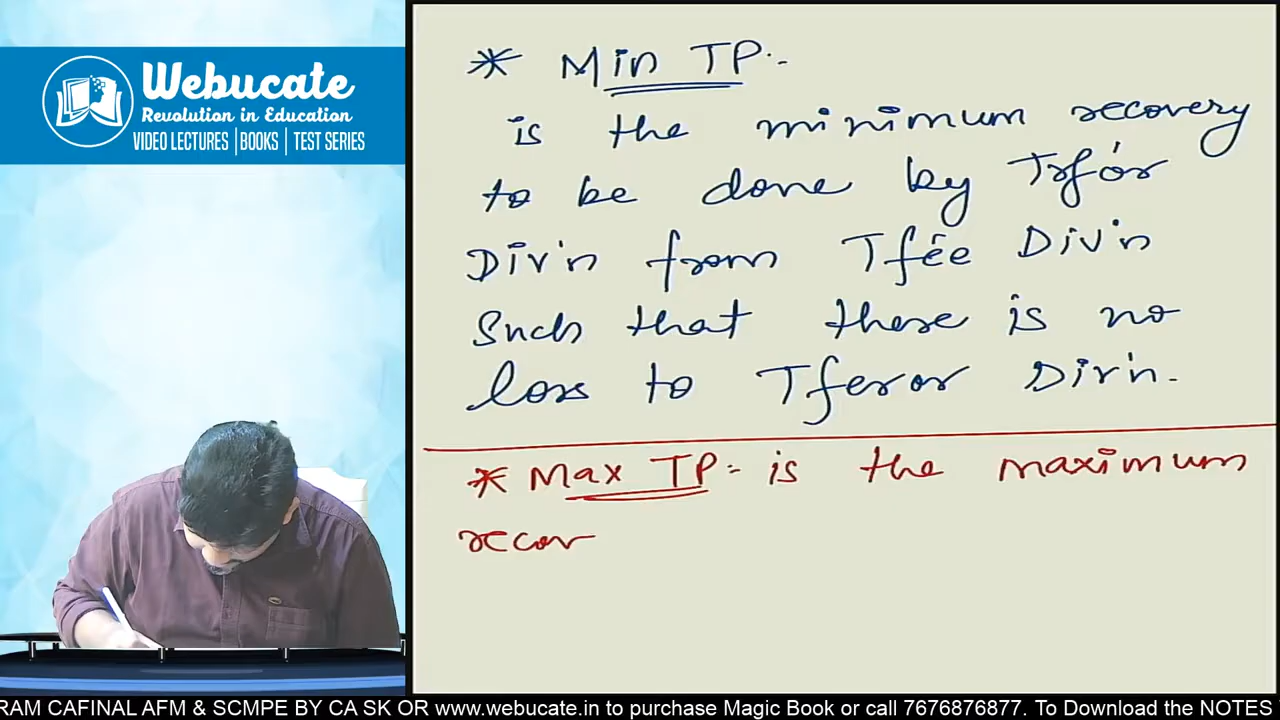 Webucate
Revolution in Education
VIDEO LECTURES | BOOKS | TEST SERIES
* Min TP:-
is the minimum recovery
to be done by Trf'or
Div'n from Tfee Div'n
Such that there is no
loss to Tferor Div'n.
* Max TP:- is the maximum
recov
RAM CAFINAL AFM & SCMPE BY CA SK OR www.webucate.in to purchase Magic Book or call 7676876877. To Download the NOTES